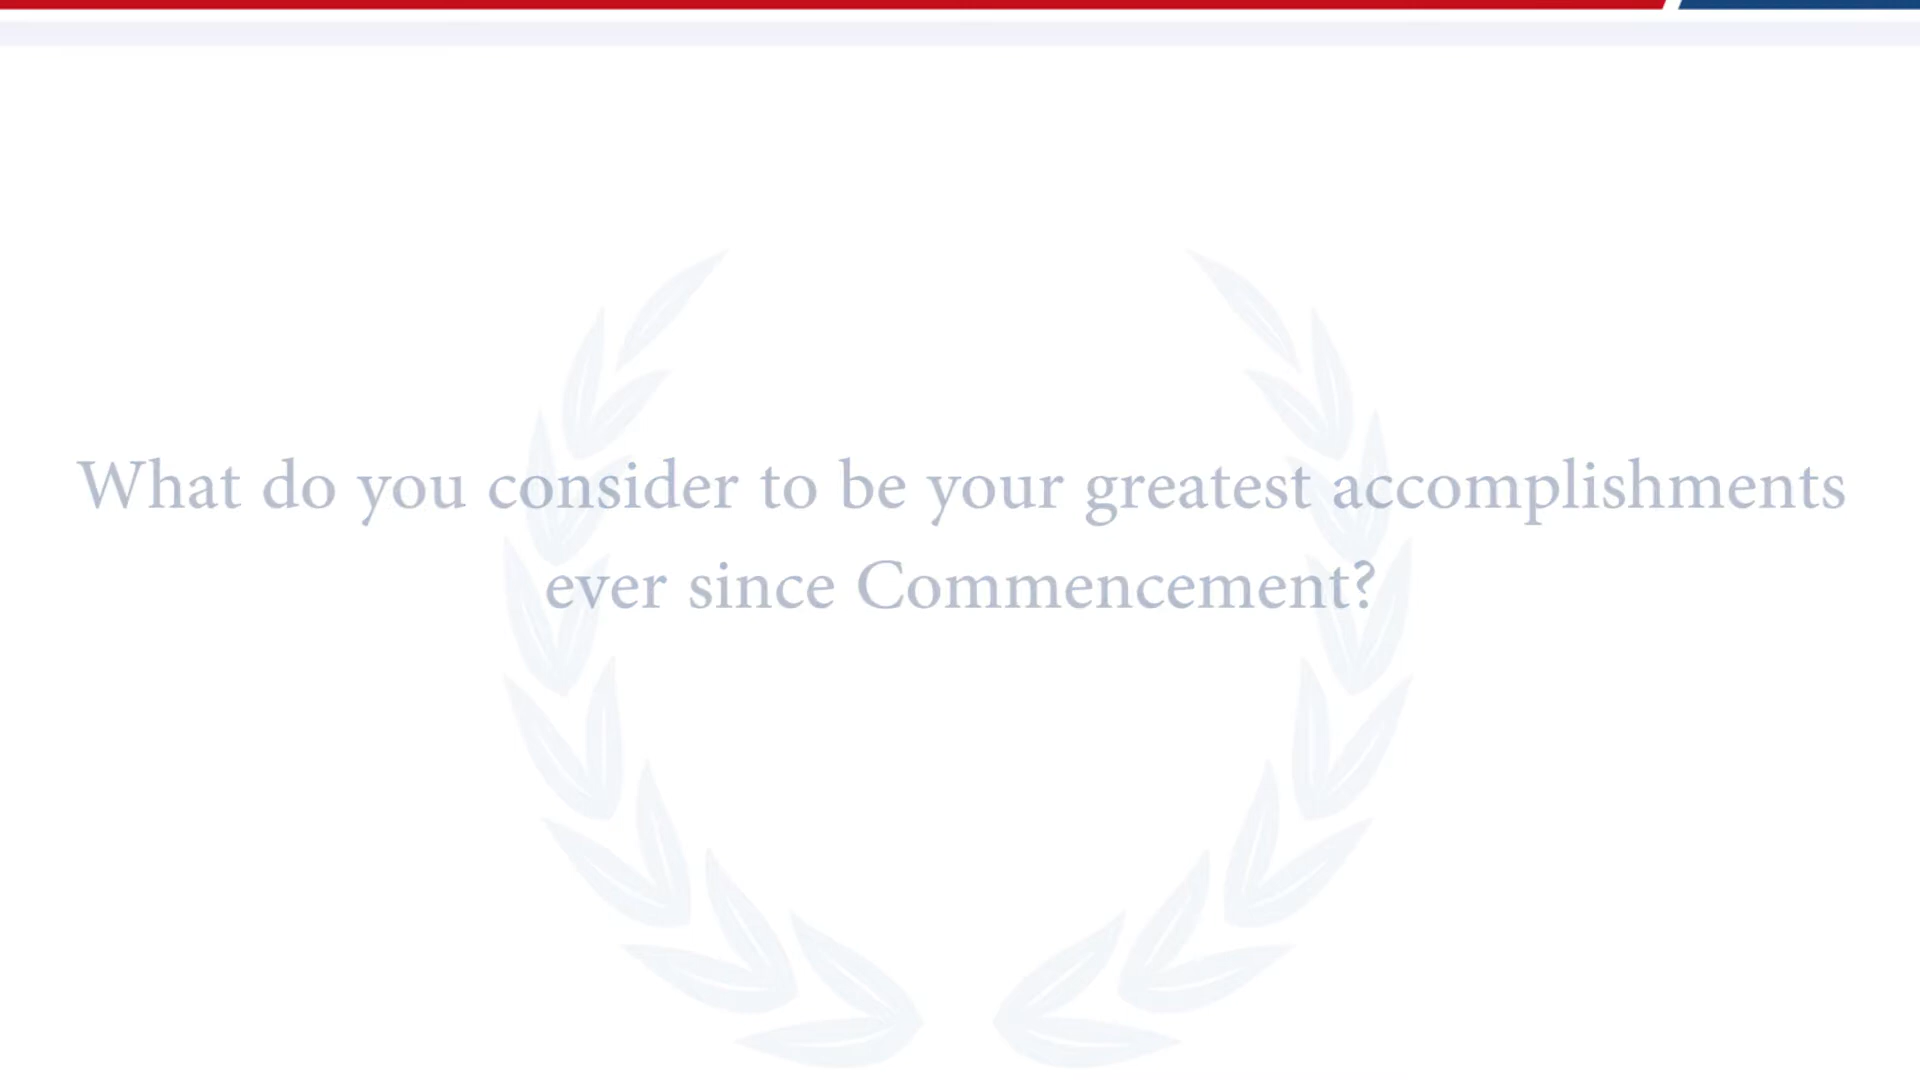 What do you consider to be your greatest accomplishments
ever since Commencement?